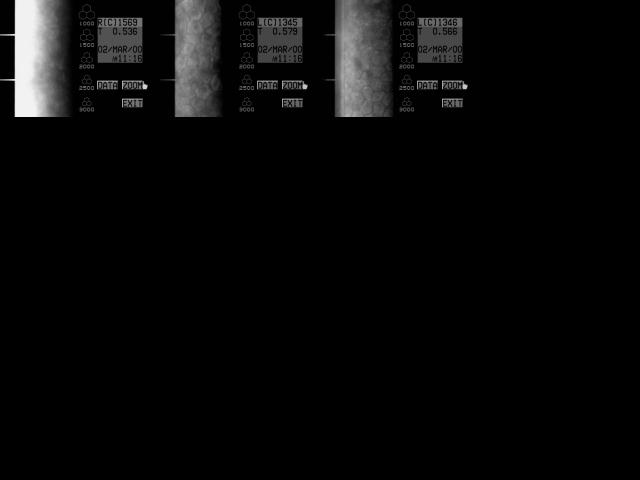 1000
R(C)1569
T 0.536
1500
02/MAR/00
11:16
2000
2500
DATA ZOOM
EXIT
3000
1000
L(C)1345
T 0.579
1500
02/MAR/00
11:16
2000
2500
DATA ZOOM
EXIT
3000
1000
L(C)1346
T 0.566
1500
02/MAR/00
11:16
2000
2500
DATA ZOOM
EXIT
3000